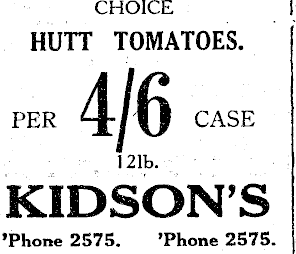 CHOICE
HUTT TOMATOES.
PER 4/6 CASE
12lb.
KIDSON'S
'Phone 2575. 'Phone 2575.